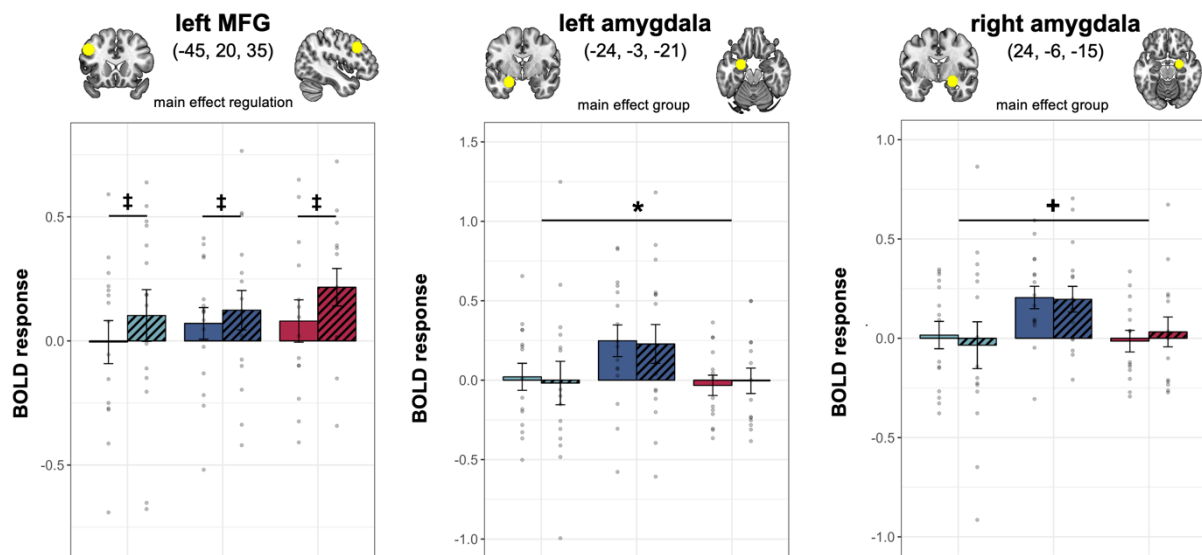 left MFG
(-45, 20, 35)
main effect regulation
BOLD response
0.5
0.0
-0.5
‡
‡
‡
left amygdala
(-24, -3, -21)
main effect group
BOLD response
1.5
1.0
0.5
0.0
-0.5
-1.0
*
right amygdala
(24, -6, -15)
main effect group
BOLD response
1.0
0.5
0.0
-0.5
-1.0
+